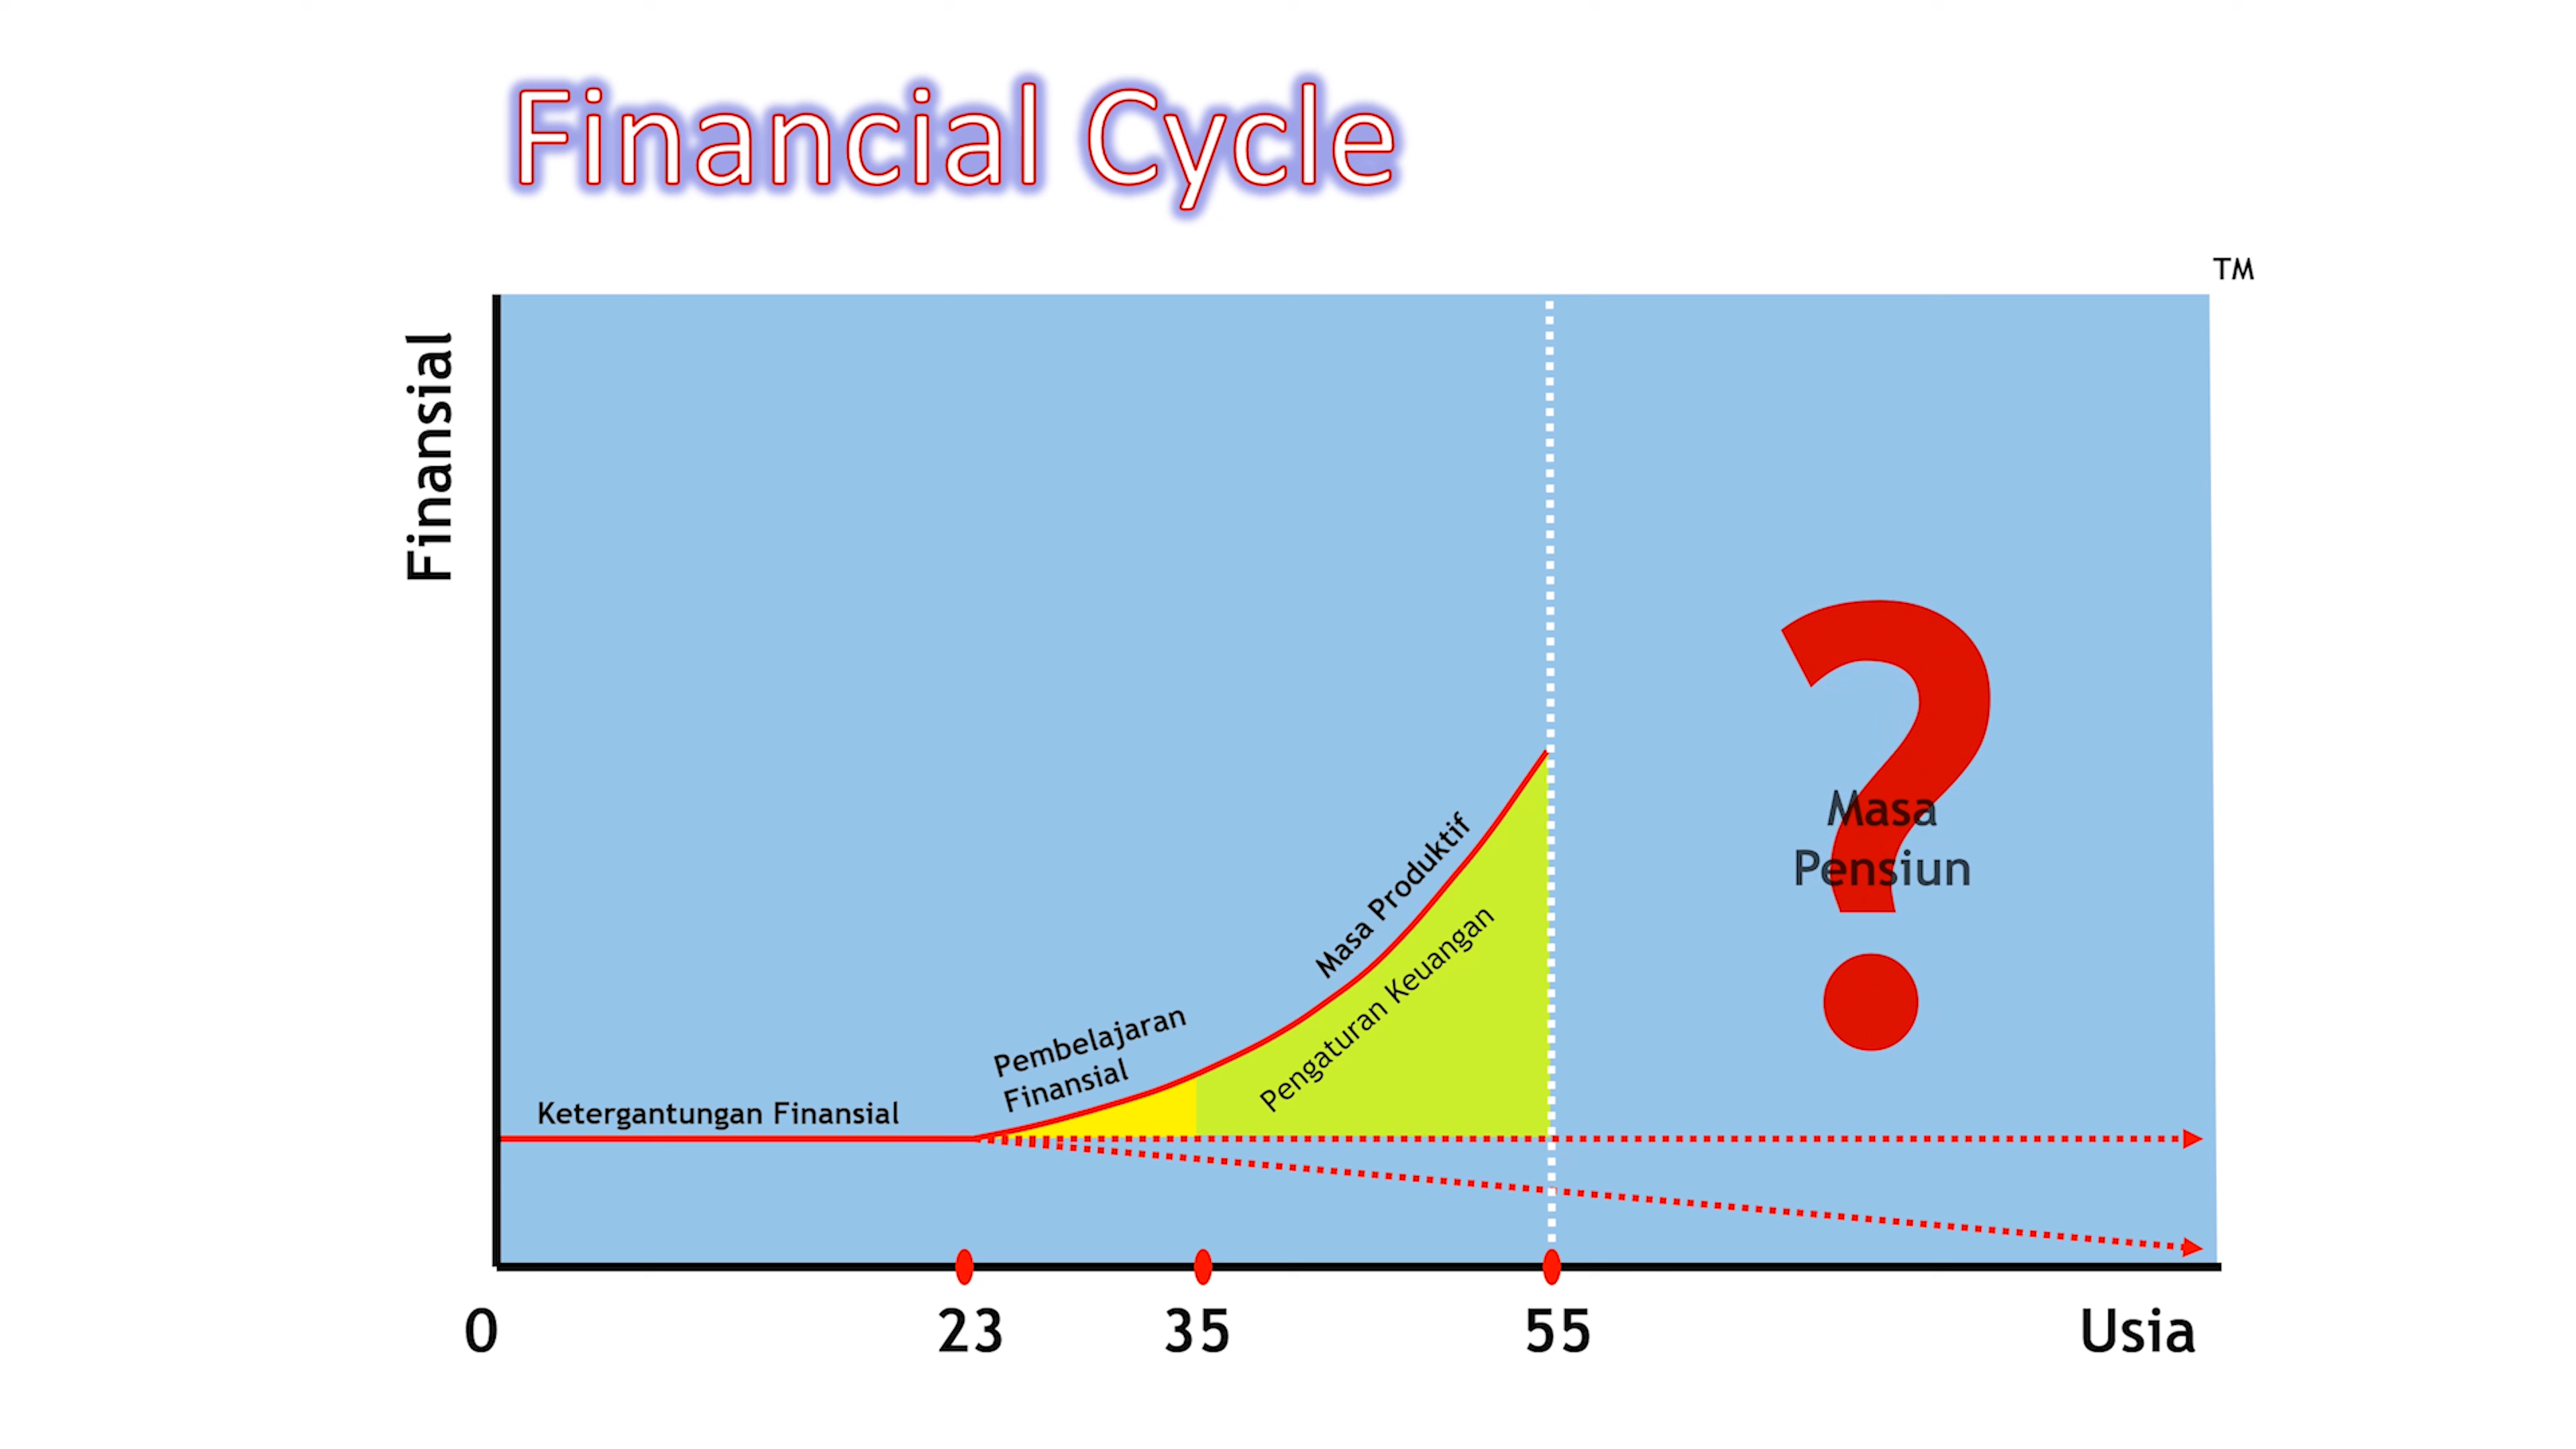 Financial Cycle
TM
Finansial
?
Masa
Pensiun
Masa Produktif
Pengaturan Keuangan
Pembelajaran
Finansial
Ketergantungan Finansial
0 23 35 55 Usia